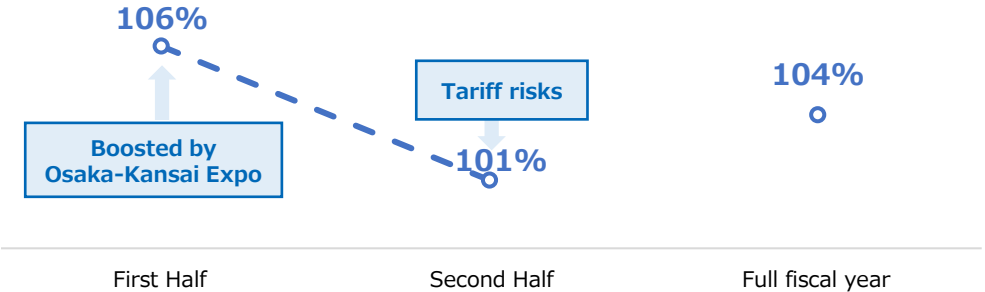 106%
Boosted by
Osaka-Kansai Expo
Tariff risks
101%
104%
First Half
Second Half
Full fiscal year